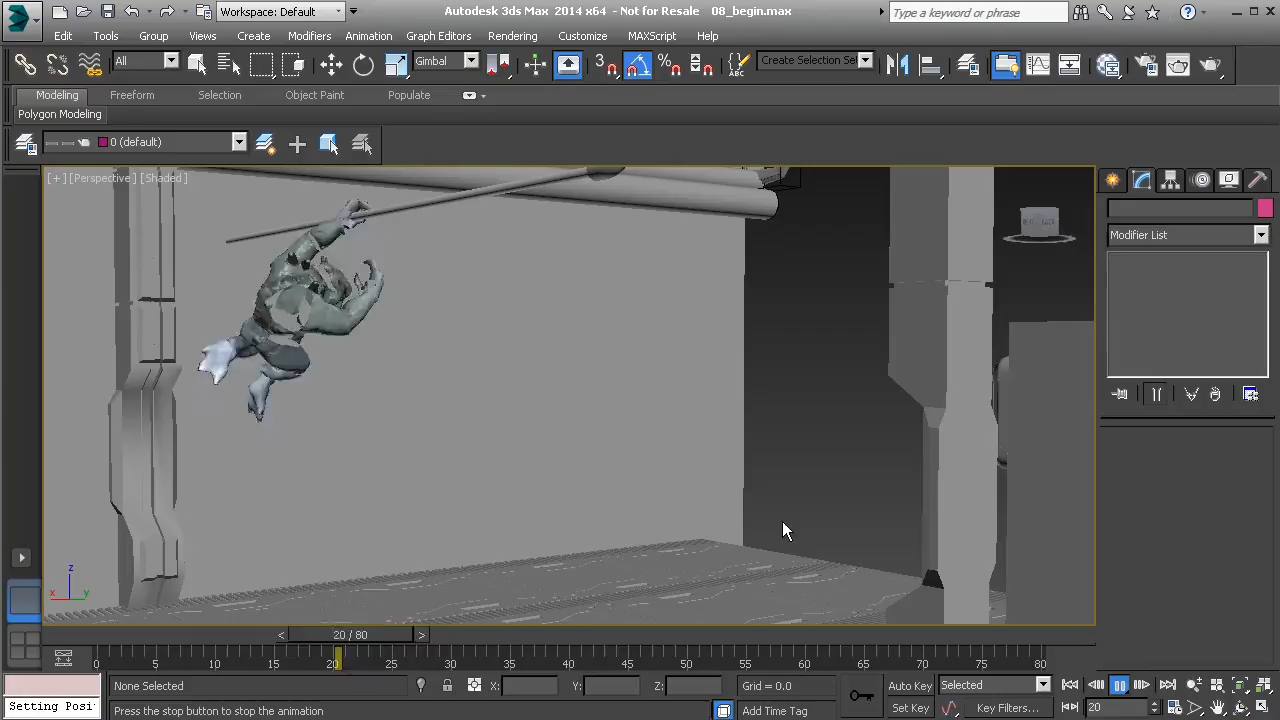 Workspace: Default
Autodesk 3ds Max 2014 x64 - Not for Resale 08_begin.max
Type a keyword or phrase
Edit Tools Group Views Create Modifiers Animation Graph Editors Rendering Customize MAXScript Help
All Gimbal 3 Create Selection Se
Modeling Freeform Selection Object Paint Populate
Polygon Modeling
0 (default)
[+] [Perspective] [Shaded]
Modifier List
z
x y
< 20 / 80 >
0 5 10 15 20 25 30 35 40 45 50 55 60 65 70 75 80
None Selected X: Y: Z: Grid = 0.0 Auto Key Selected
Setting Posi Press the stop button to stop the animation Add Time Tag Set Key Key Filters... 20